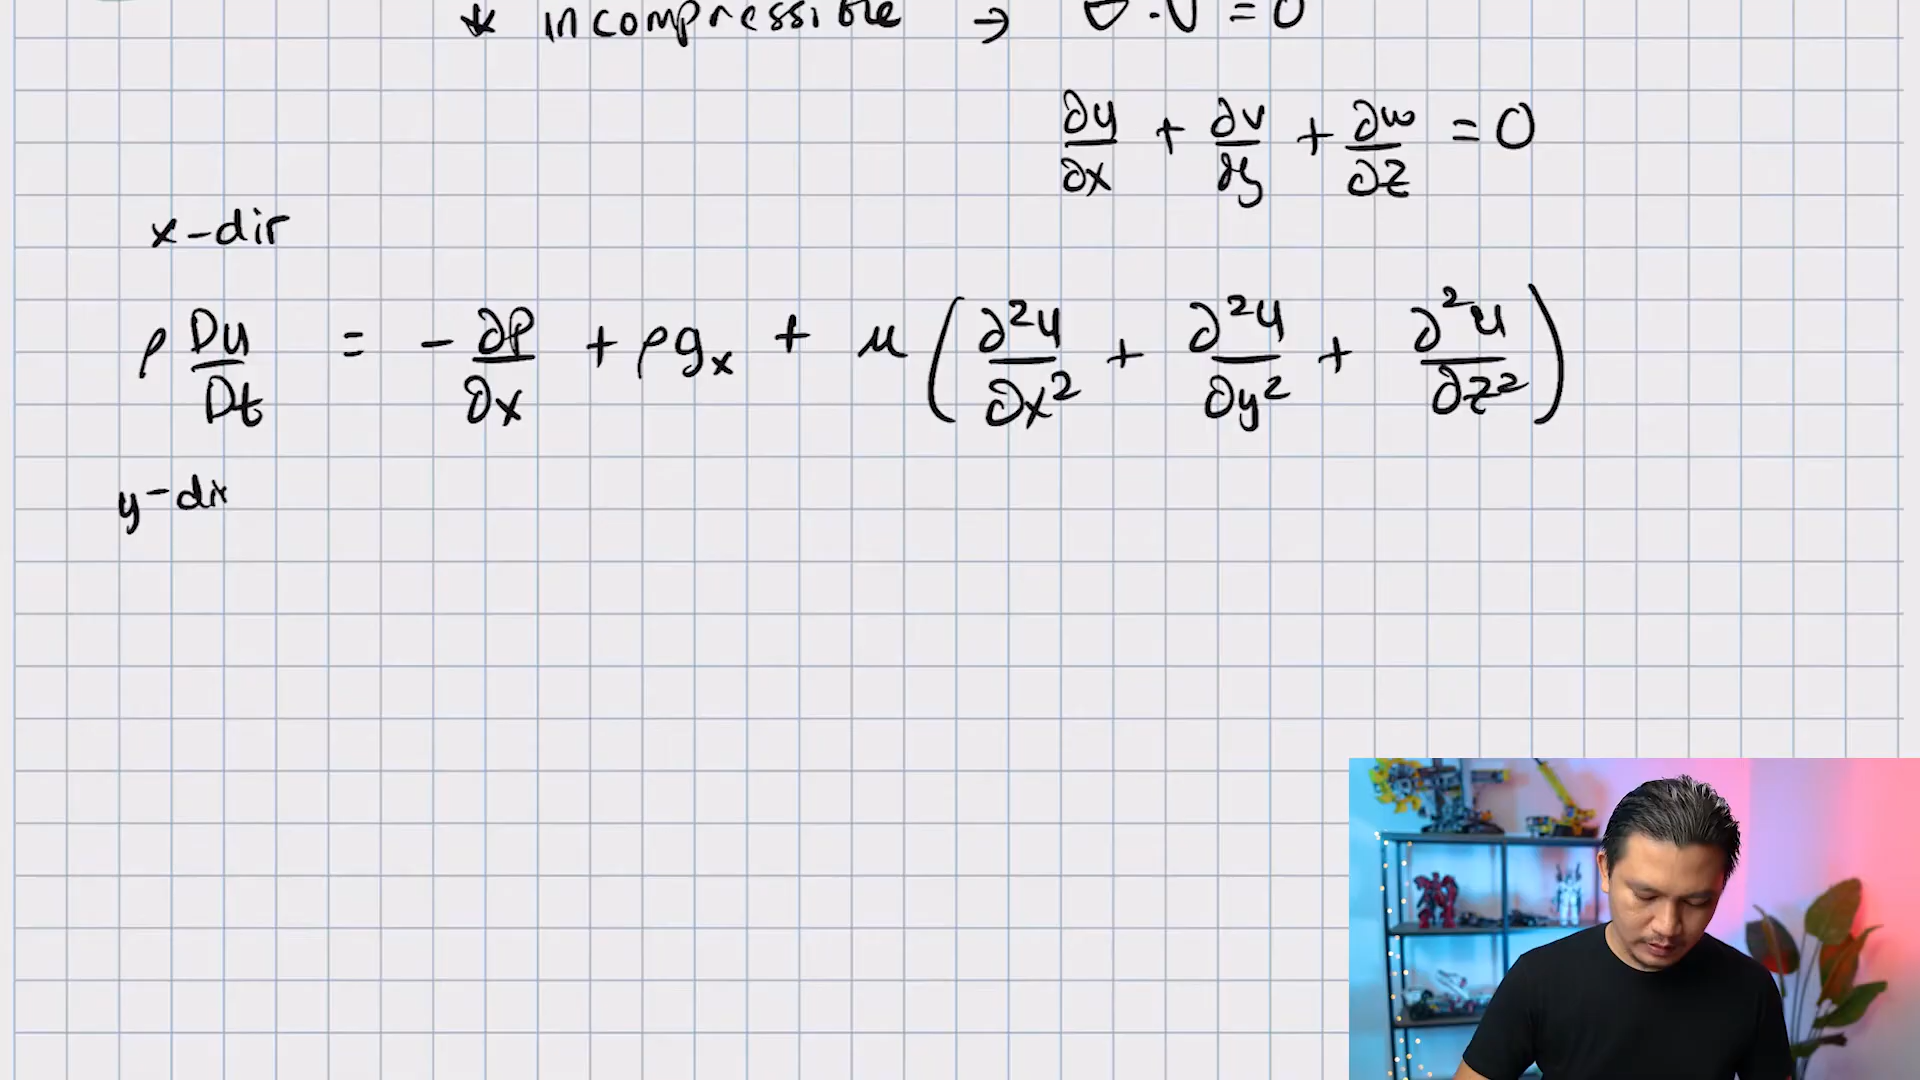 * incompressible → ∇·V = 0
∂u/∂x + ∂v/∂y + ∂w/∂z = 0
x-dir
ρ Du/Dt = -∂P/∂x + ρgₓ + μ(∂²u/∂x² + ∂²u/∂y² + ∂²u/∂z²)
y-dir